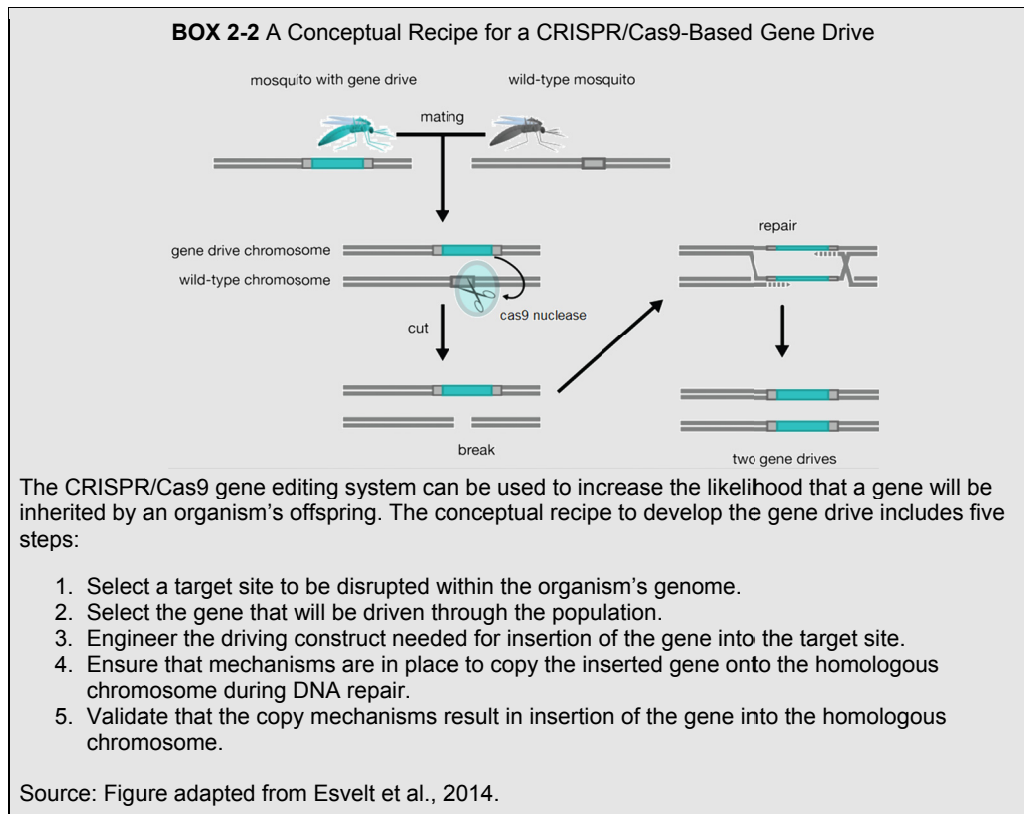 BOX 2-2 A Conceptual Recipe for a CRISPR/Cas9-Based Gene Drive
mosquito with gene drive
wild-type mosquito
mating
gene drive chromosome
wild-type chromosome
cas9 nuclease
cut
break
repair
two gene drives
The CRISPR/Cas9 gene editing system can be used to increase the likelihood that a gene will be
inherited by an organism's offspring. The conceptual recipe to develop the gene drive includes five
steps:
1. Select a target site to be disrupted within the organism's genome.
2. Select the gene that will be driven through the population.
3. Engineer the driving construct needed for insertion of the gene into the target site.
4. Ensure that mechanisms are in place to copy the inserted gene onto the homologous
chromosome during DNA repair.
5. Validate that the copy mechanisms result in insertion of the gene into the homologous
chromosome.
Source: Figure adapted from Esvelt et al., 2014.